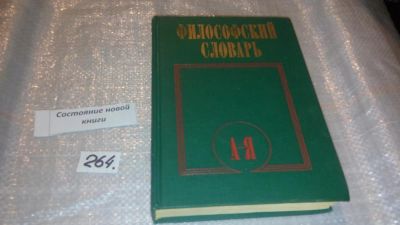 ФИЛОСОФСКИЙ
СЛОВАРЬ
А-Я
Состояние новой
книги
264.